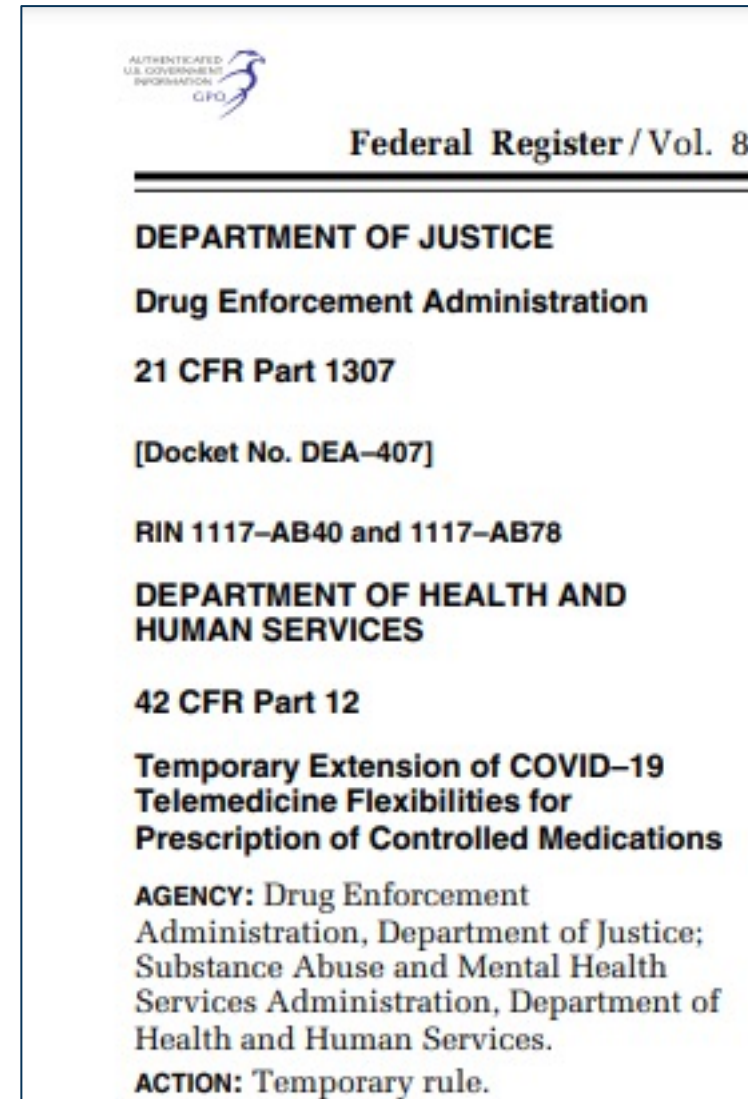 AUTHENTICATED
U.S. GOVERNMENT
INFORMATION
GPO
Federal Register / Vol. 8
DEPARTMENT OF JUSTICE
Drug Enforcement Administration
21 CFR Part 1307
[Docket No. DEA–407]
RIN 1117–AB40 and 1117–AB78
DEPARTMENT OF HEALTH AND
HUMAN SERVICES
42 CFR Part 12
Temporary Extension of COVID–19
Telemedicine Flexibilities for
Prescription of Controlled Medications
AGENCY: Drug Enforcement
Administration, Department of Justice;
Substance Abuse and Mental Health
Services Administration, Department of
Health and Human Services.
ACTION: Temporary rule.